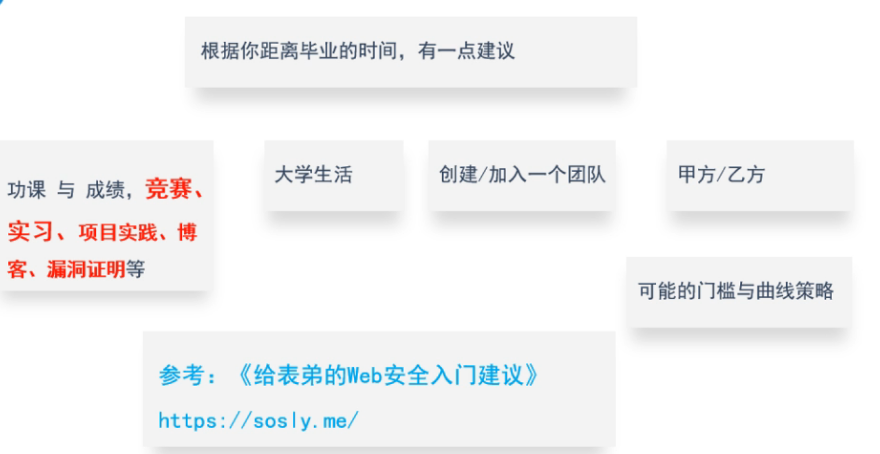 根据你距离毕业的时间，有一点建议
功课 与 成绩，竞赛、
实习、项目实践、博
客、漏洞证明等
大学生活
创建/加入一个团队
甲方/乙方
可能的门槛与曲线策略
参考：《给表弟的Web安全入门建议》
https://sosly.me/